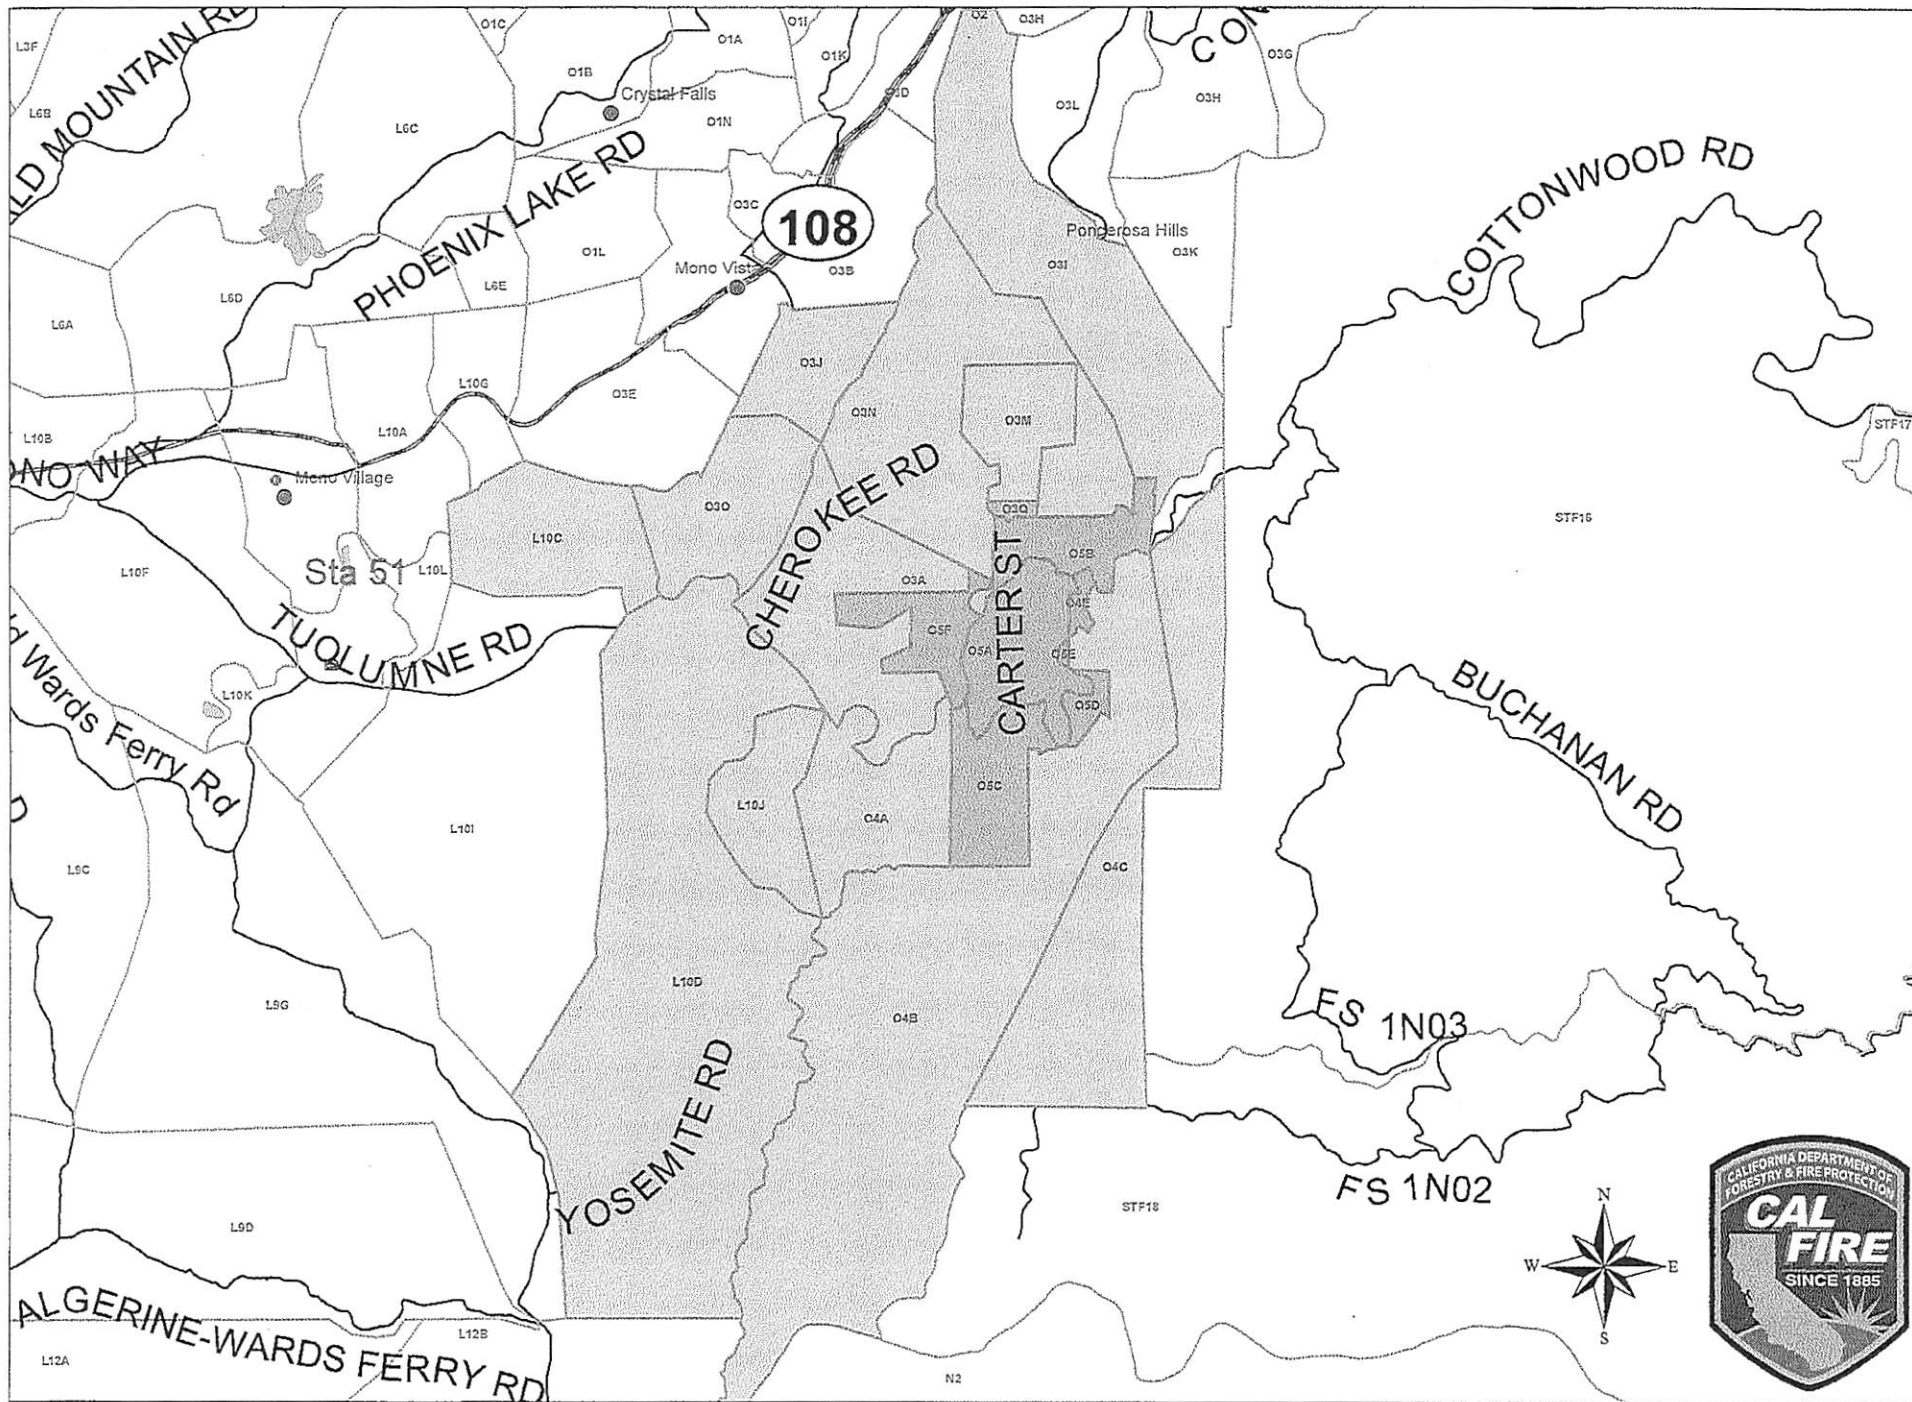 O2
O3H
O1C
O1I
O1A
L3F
ALD MOUNTAIN RD
O1K
CON
O3G
O1B
Crystal Falls
O3D
O3L
O3H
L6B
L6C
O1N
COTTONWOOD RD
PHOENIX LAKE RD
O3C
108
Ponderosa Hills
O1L
Mono Vista
O3B
O3I
O3K
L6E
L6D
L6A
O3J
L10G
O3E
O3N
O3M
STF17
L10B
L10A
ONO WAY
Mono Village
CHEROKEE RD
STF16
L10C
O3O
O3Q
O5B
L10F
Sta 51
L10L
O3A
CARTER ST
O4E
TUOLUMNE RD
O5F
O5A
O5E
ld Wards Ferry Rd
L10K
O5D
BUCHANAN RD
D
L10J
O5C
L10I
O4A
L9C
O4C
L9G
L10D
O4B
FS 1N03
YOSEMITE RD
FS 1N02
STF18
L9D
N
W
E
S
CALIFORNIA DEPARTMENT OF
FORESTRY & FIRE PROTECTION
CAL
FIRE
SINCE 1885
ALGERINE-WARDS FERRY RD
L12B
L12A
N2